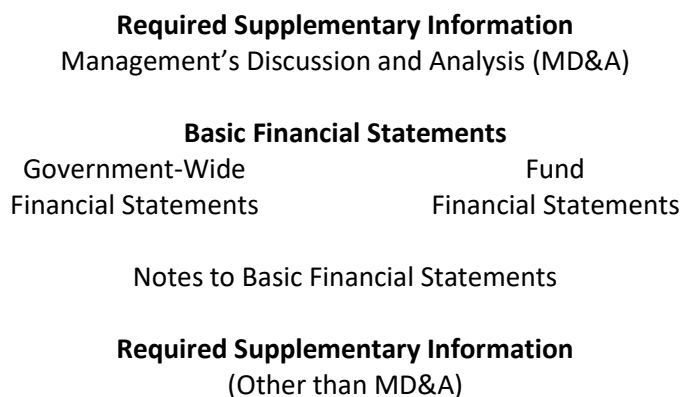 Required Supplementary Information
Management’s Discussion and Analysis (MD&A)
Basic Financial Statements
Government-Wide Fund
Financial Statements Financial Statements
Notes to Basic Financial Statements
Required Supplementary Information
(Other than MD&A)